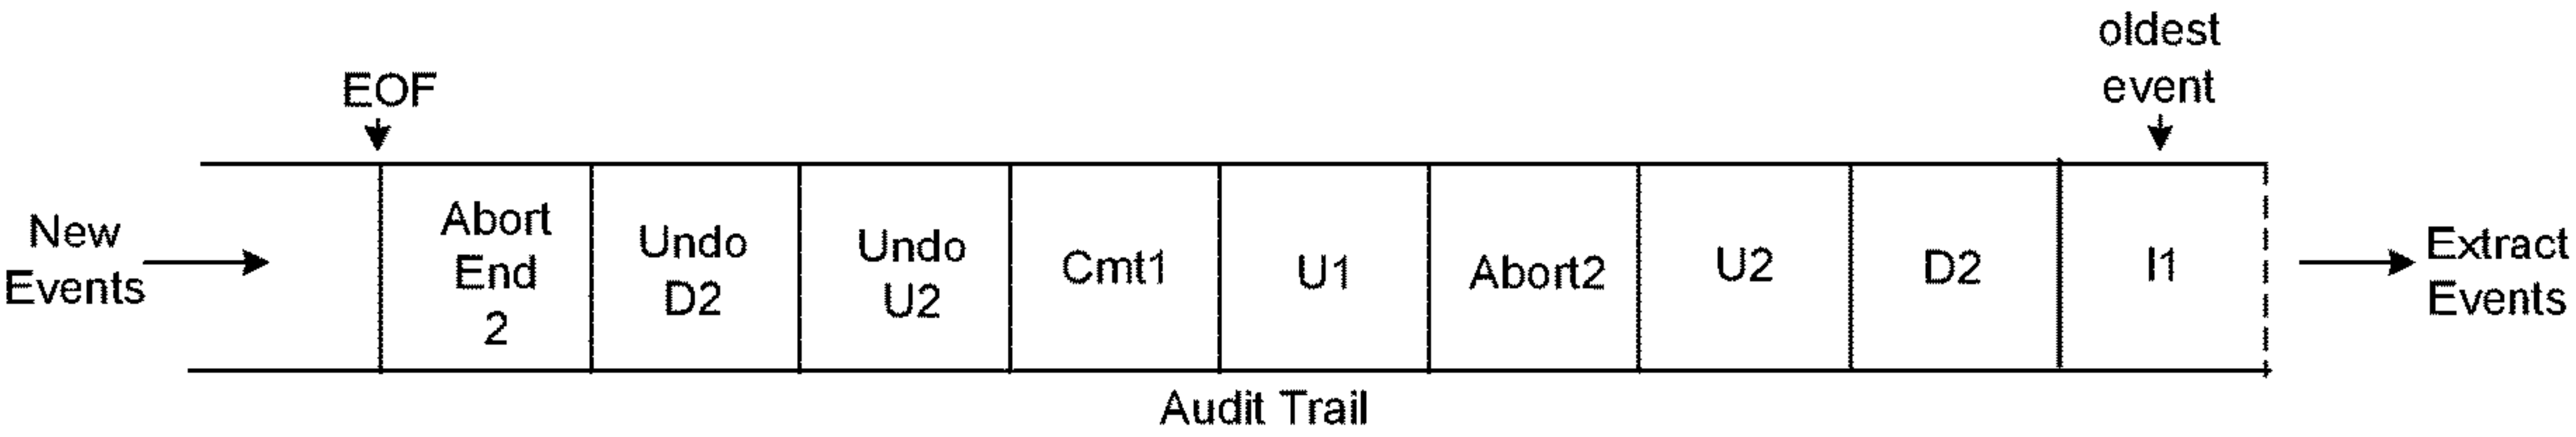 oldest
event
EOF
New
Events
Abort
End
2
Undo
D2
Undo
U2
Cmt1
U1
Abort2
U2
D2
I1
Extract
Events
Audit Trail